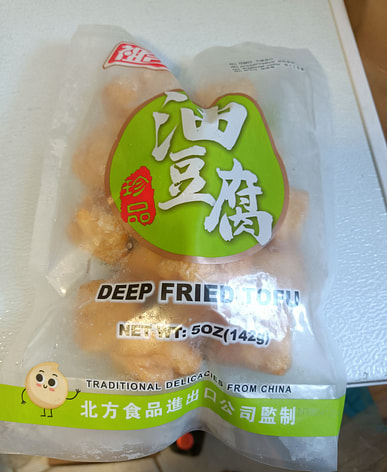 油豆腐
珍品
DEEP FRIED TOFU
NET WT: 5OZ(142g)
TRADITIONAL DELICACIES FROM CHINA
北方食品進出口公司監制